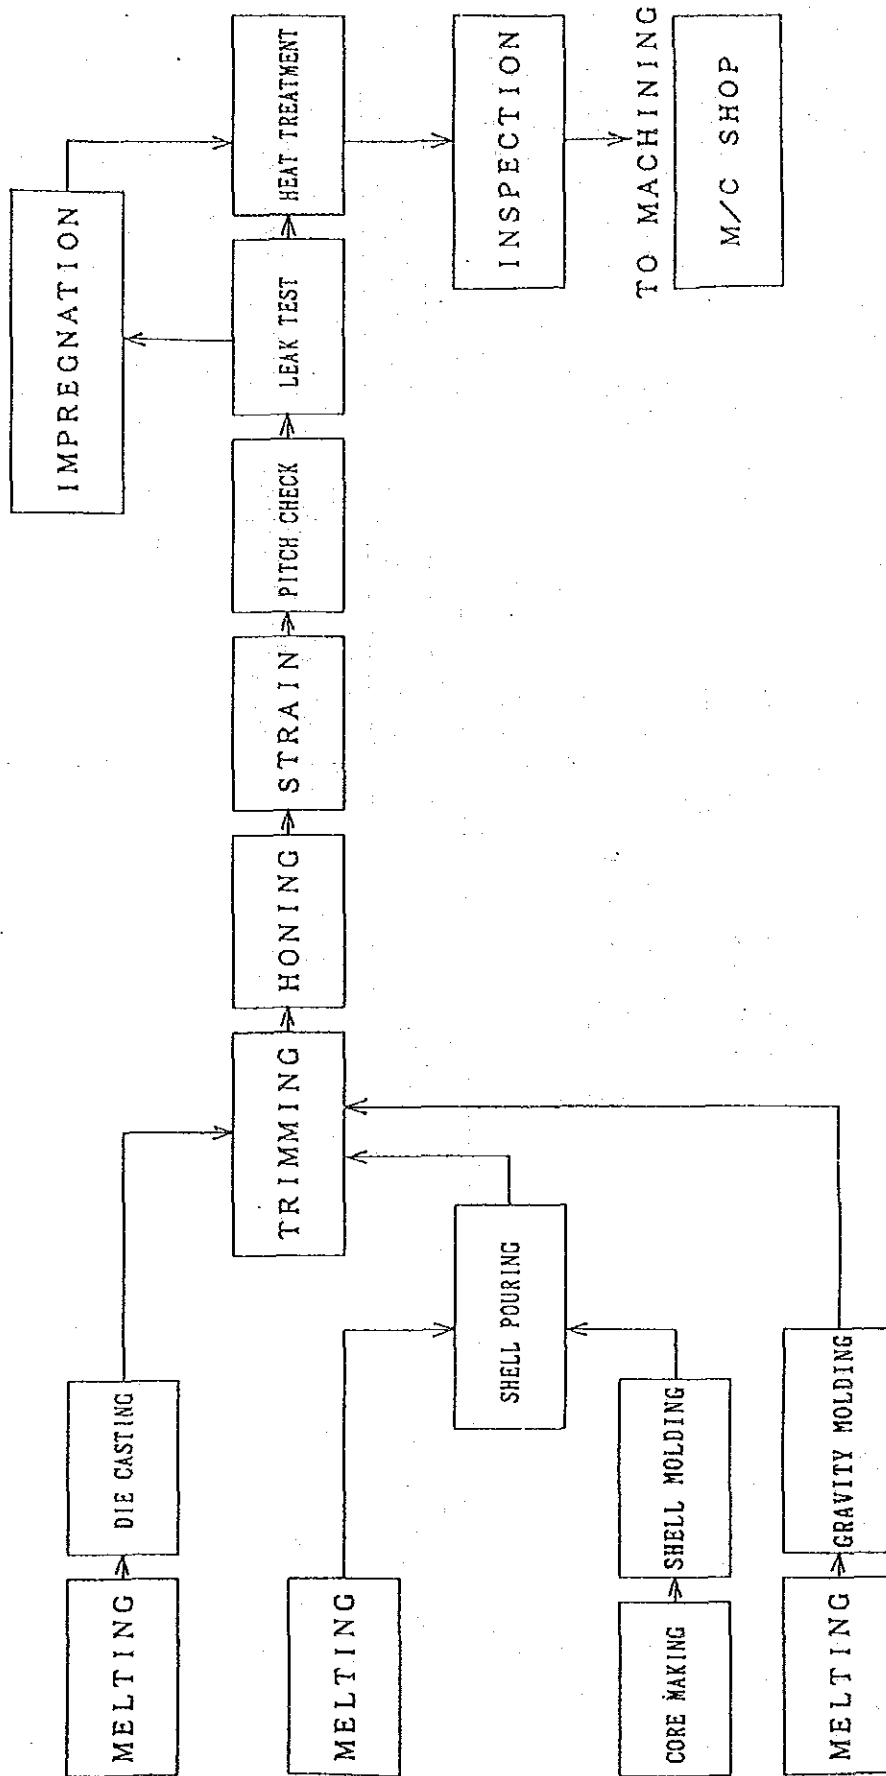 MELTING
DIE CASTING
MELTING
CORE MAKING
SHELL MOLDING
SHELL POURING
MELTING
GRAVITY MOLDING
TRIMMING
HONING
STRAIN
PITCH CHECK
LEAK TEST
IMPREGNATION
HEAT TREATMENT
INSPECTION
TO MACHINING
M/C SHOP